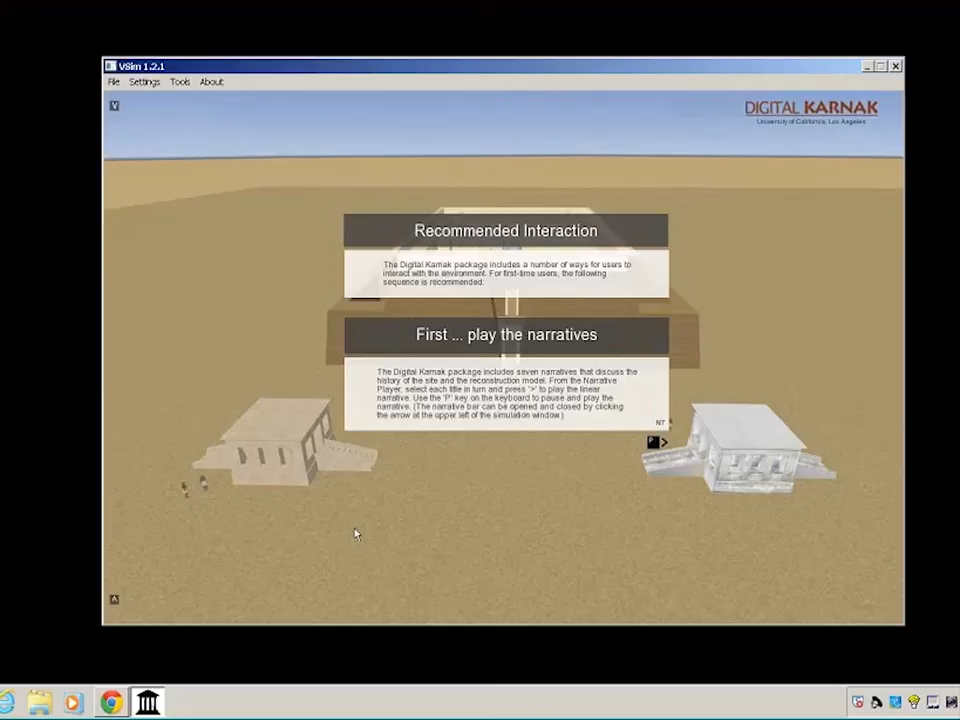 VSim 1.2.1
File Settings Tools About
V
DIGITAL KARNAK
University of California, Los Angeles
Recommended Interaction
The Digital Karnak package includes a number of ways for users to
interact with the environment. For first-time users, the following
sequence is recommended:
First ... play the narratives
The Digital Karnak package includes seven narratives that discuss the
history of the site and the reconstruction model. From the Narrative
Player, select each title in turn and press '>' to play the linear
narrative. Use the 'P' key on the keyboard to pause and play the
narrative. (The narrative bar can be opened and closed by clicking
the arrow at the upper left of the simulation window.)
N7
P >